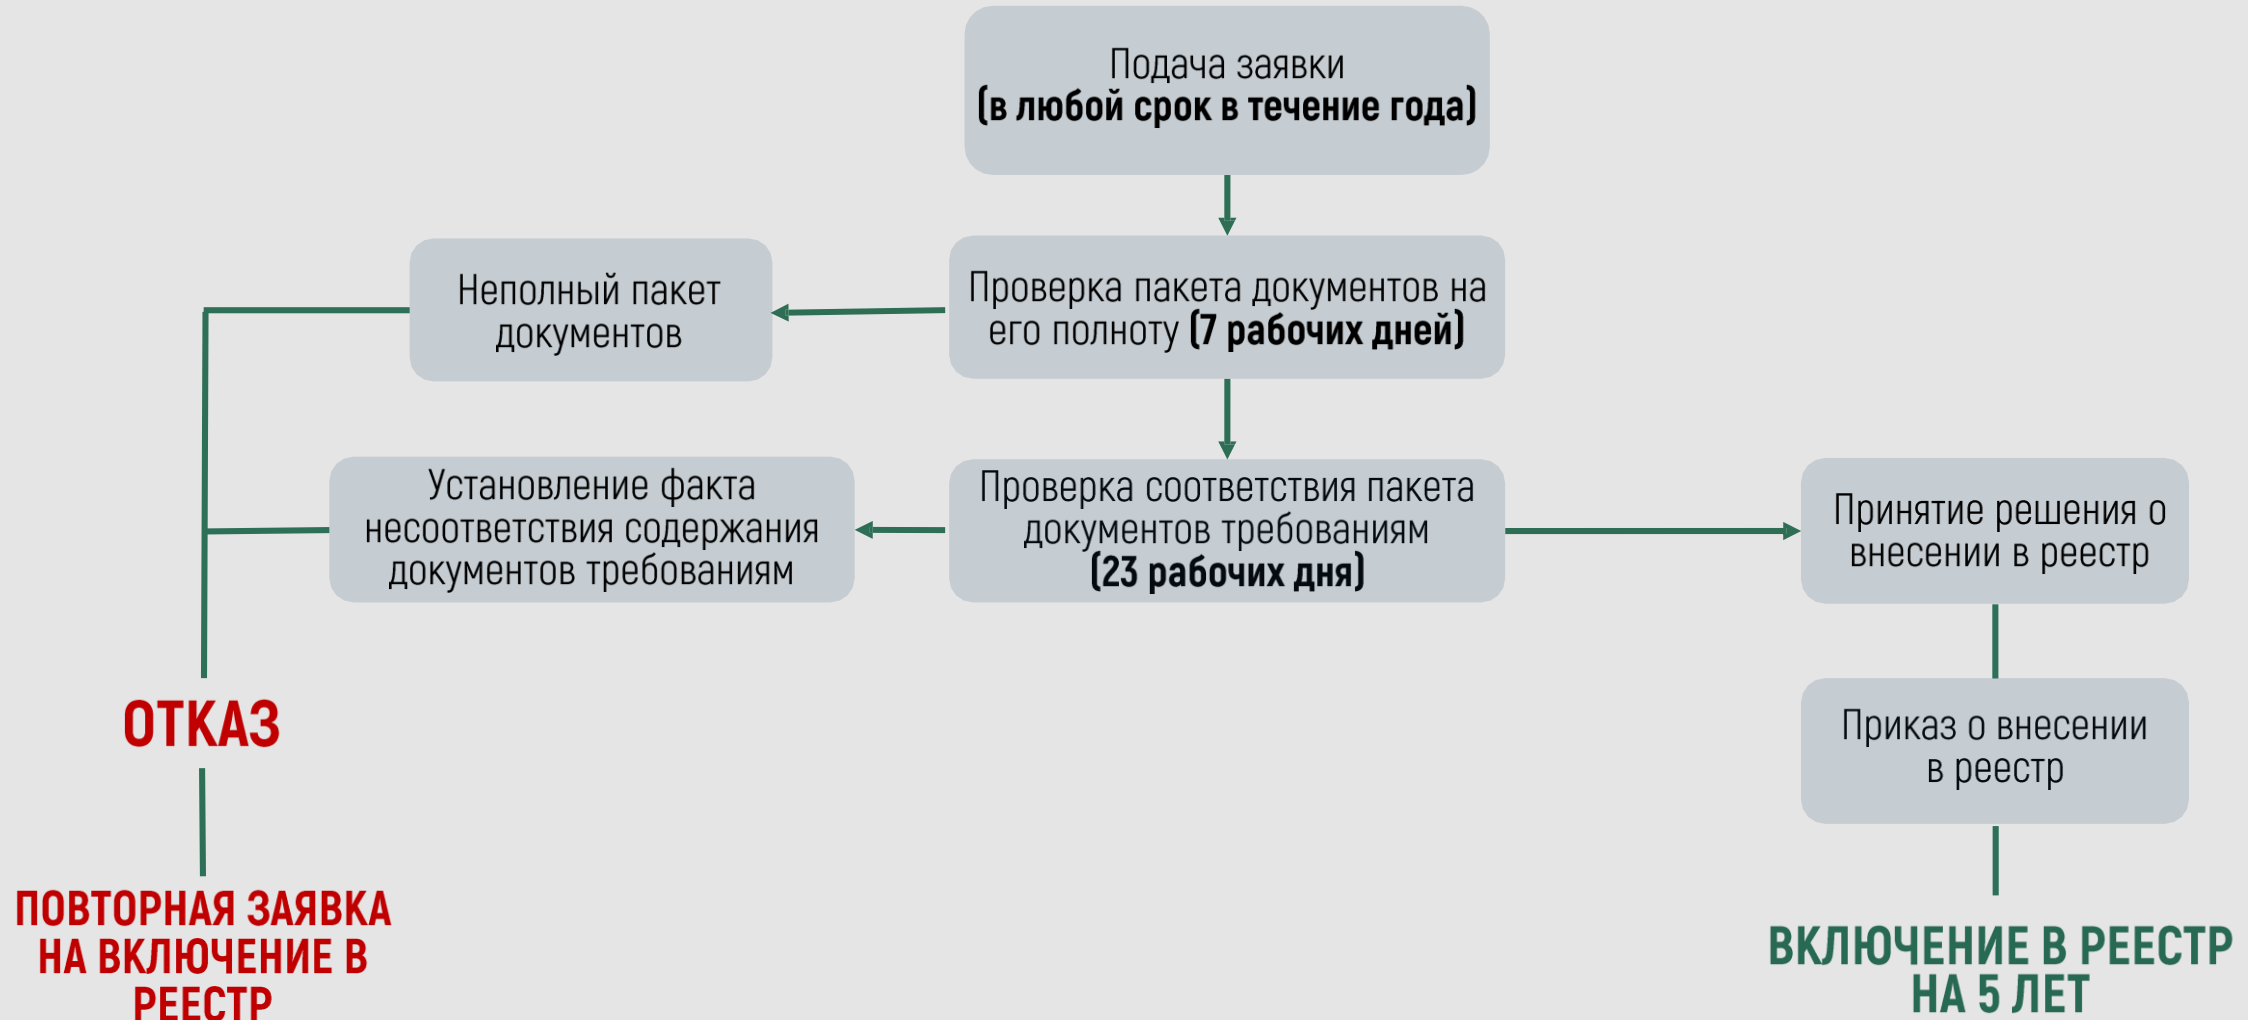 Подача заявки
(в любой срок в течение года)
Неполный пакет
документов
Проверка пакета документов на
его полноту (7 рабочих дней)
Установление факта
несоответствия содержания
документов требованиям
Проверка соответствия пакета
документов требованиям
(23 рабочих дня)
Принятие решения о
внесении в реестр
ОТКАЗ
Приказ о внесении
в реестр
ПОВТОРНАЯ ЗАЯВКА
НА ВКЛЮЧЕНИЕ В
РЕЕСТР
ВКЛЮЧЕНИЕ В РЕЕСТР
НА 5 ЛЕТ